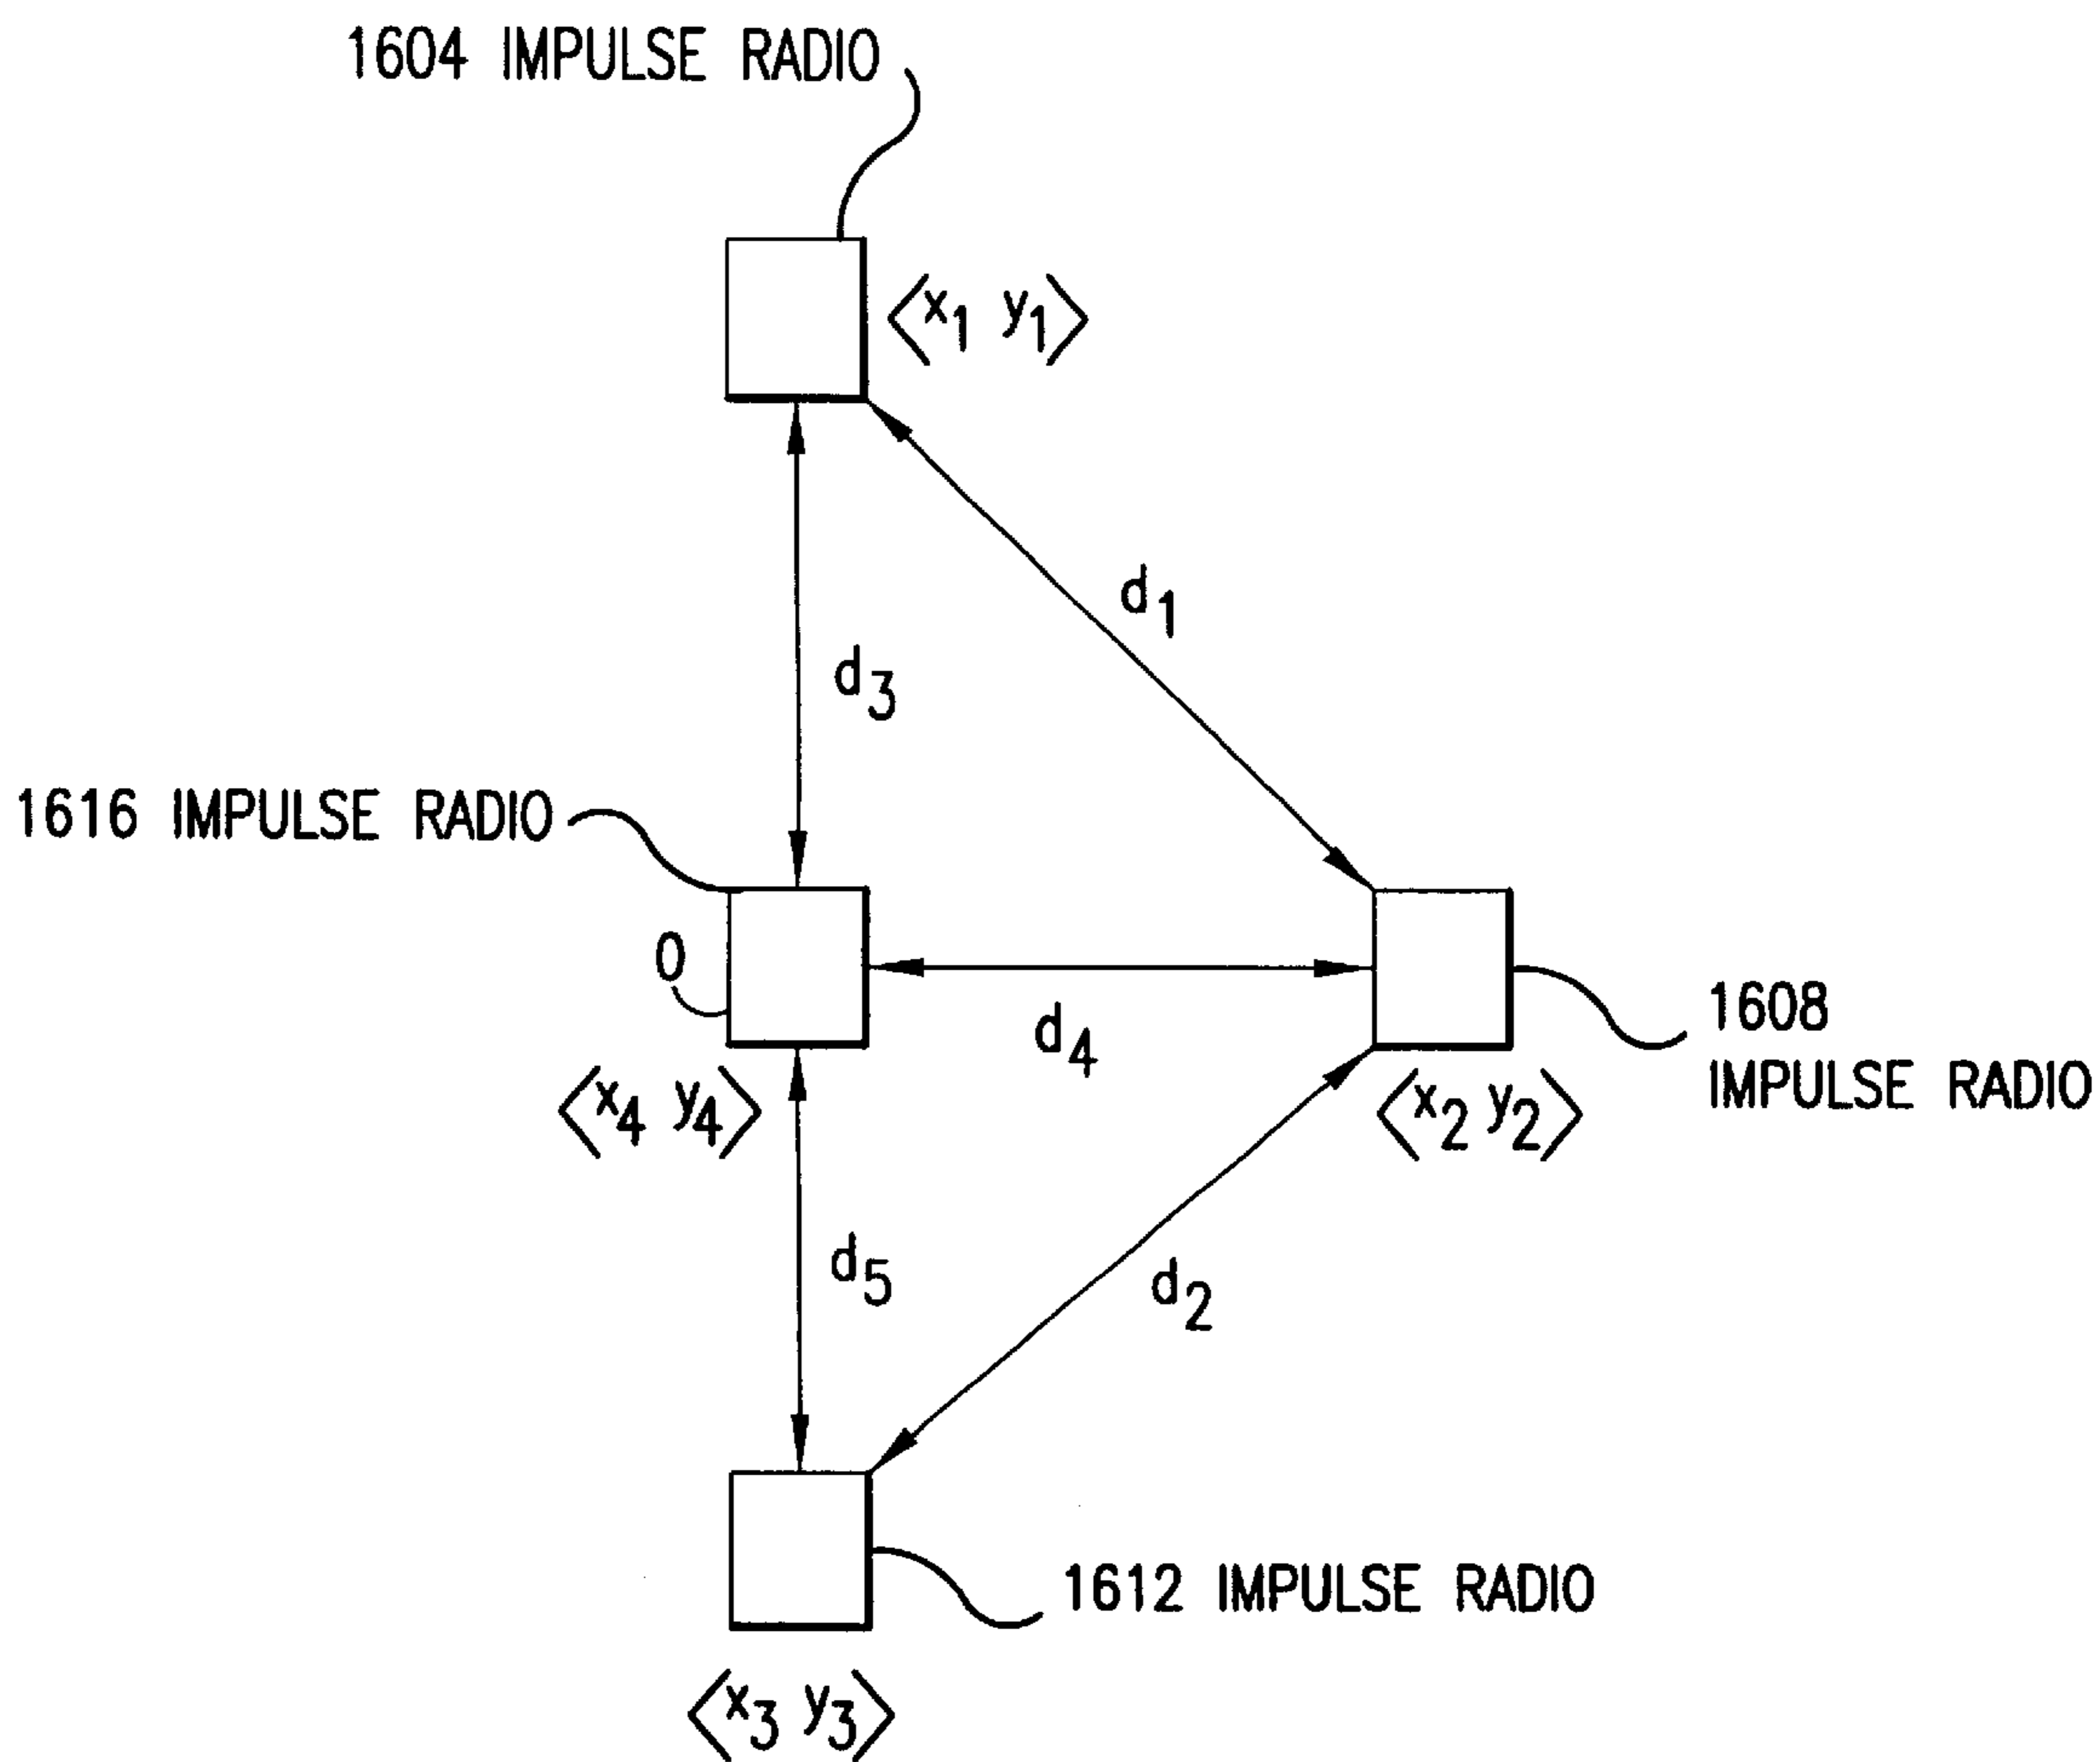 1604 IMPULSE RADIO
⟨x₁ y₁⟩
d₁
d₃
1616 IMPULSE RADIO
O
d₄
1608
IMPULSE RADIO
⟨x₄ y₄⟩
⟨x₂ y₂⟩
d₅
d₂
1612 IMPULSE RADIO
⟨x₃ y₃⟩